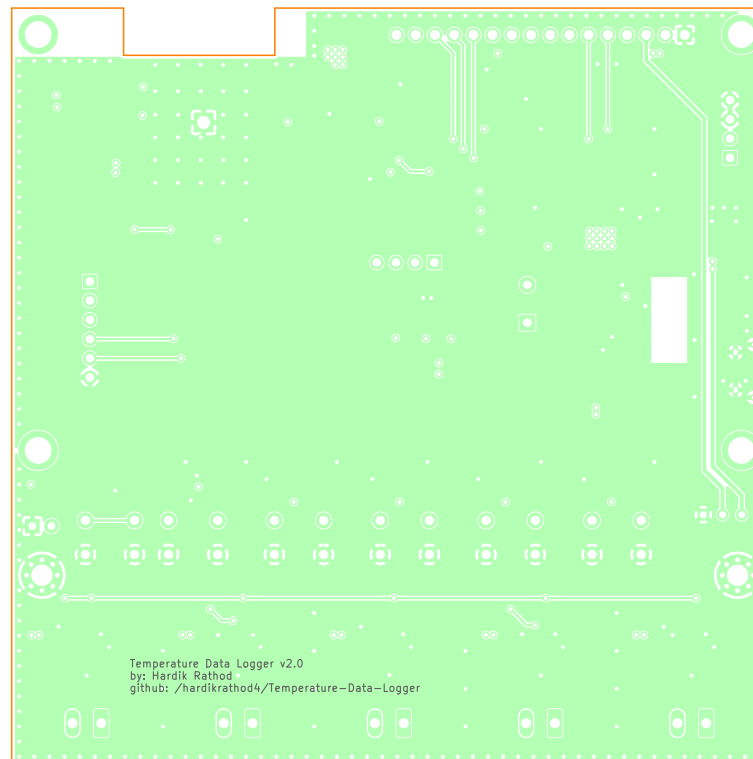 Temperature Data Logger v2.0
by: Hardik Rathod
github: /hardikrathod4/Temperature-Data-Logger